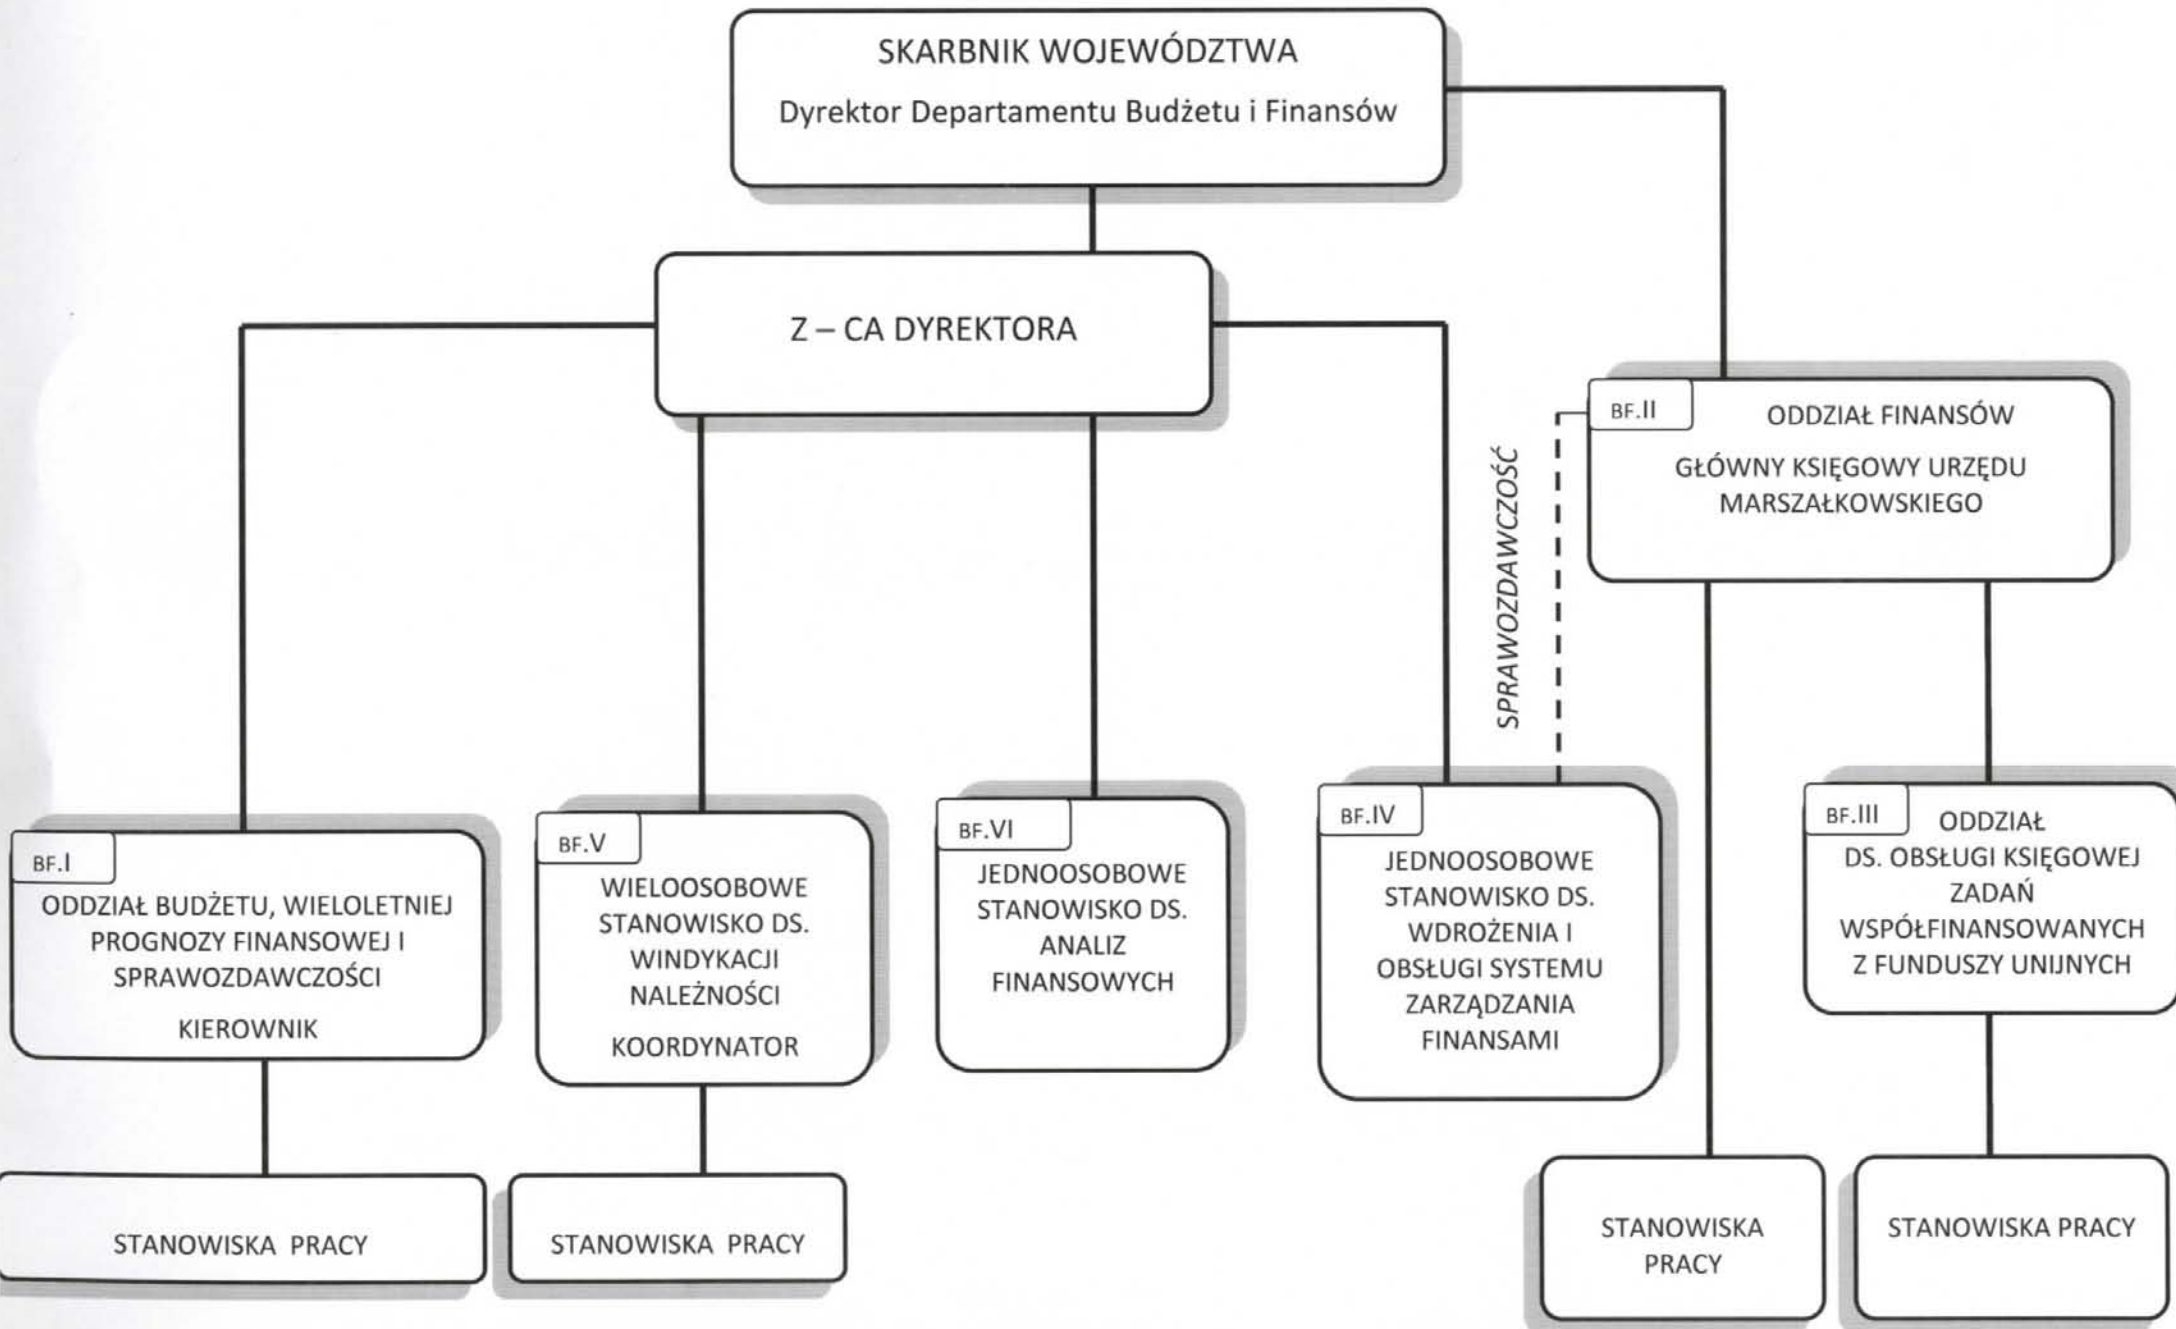 SKARBNIK WOJEWÓDZTWA
Dyrektor Departamentu Budżetu i Finansów
Z – CA DYREKTORA
BF.II
ODDZIAŁ FINANSÓW
GŁÓWNY KSIĘGOWY URZĘDU
MARSZAŁKOWSKIEGO
SPRAWOZDAWCZOŚĆ
BF.I
ODDZIAŁ BUDŻETU, WIELOLETNIEJ
PROGNOZY FINANSOWEJ I
SPRAWOZDAWCZOŚCI
KIEROWNIK
BF.V
WIELOOSOBOWE
STANOWISKO DS.
WINDYKACJI
NALEŻNOŚCI
KOORDYNATOR
BF.VI
JEDNOOSOBOWE
STANOWISKO DS.
ANALIZ
FINANSOWYCH
BF.IV
JEDNOOSOBOWE
STANOWISKO DS.
WDROŻENIA I
OBSŁUGI SYSTEMU
ZARZĄDZANIA
FINANSAMI
BF.III
ODDZIAŁ
DS. OBSŁUGI KSIĘGOWEJ
ZADAŃ
WSPÓŁFINANSOWANYCH
Z FUNDUSZY UNIJNYCH
STANOWISKA PRACY
STANOWISKA PRACY
STANOWISKA
PRACY
STANOWISKA PRACY